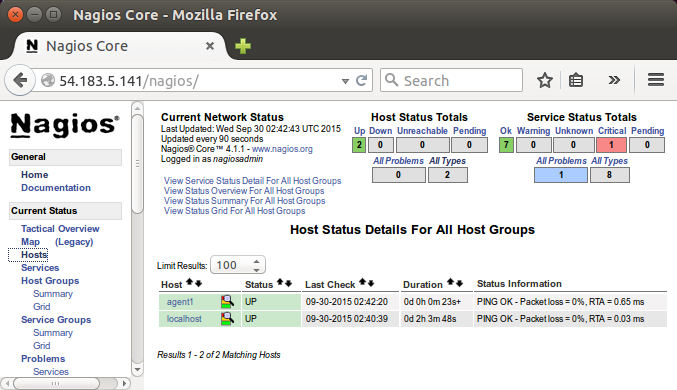 Nagios Core - Mozilla Firefox
Nagios Core
54.183.5.141/nagios/
Search
Nagios®
General
Home
Documentation
Current Status
Tactical Overview
Map (Legacy)
Hosts
Services
Host Groups
Summary
Grid
Service Groups
Summary
Grid
Problems
Services
Current Network Status
Last Updated: Wed Sep 30 02:42:43 UTC 2015
Updated every 90 seconds
Nagios® Core™ 4.1.1 - www.nagios.org
Logged in as nagiosadmin
View Service Status Detail For All Host Groups
View Status Overview For All Host Groups
View Status Summary For All Host Groups
View Status Grid For All Host Groups
Host Status Totals
Up Down Unreachable Pending
2 0 0 0
All Problems All Types
0 2
Service Status Totals
Ok Warning Unknown Critical Pending
7 0 0 1 0
All Problems All Types
1 8
Host Status Details For All Host Groups
Limit Results: 100
Host Status Last Check Duration Status Information
agent1 UP 09-30-2015 02:42:20 0d 0h 0m 23s+ PING OK - Packet loss = 0%, RTA = 0.65 ms
localhost UP 09-30-2015 02:40:39 0d 2h 3m 48s PING OK - Packet loss = 0%, RTA = 0.03 ms
Results 1 - 2 of 2 Matching Hosts